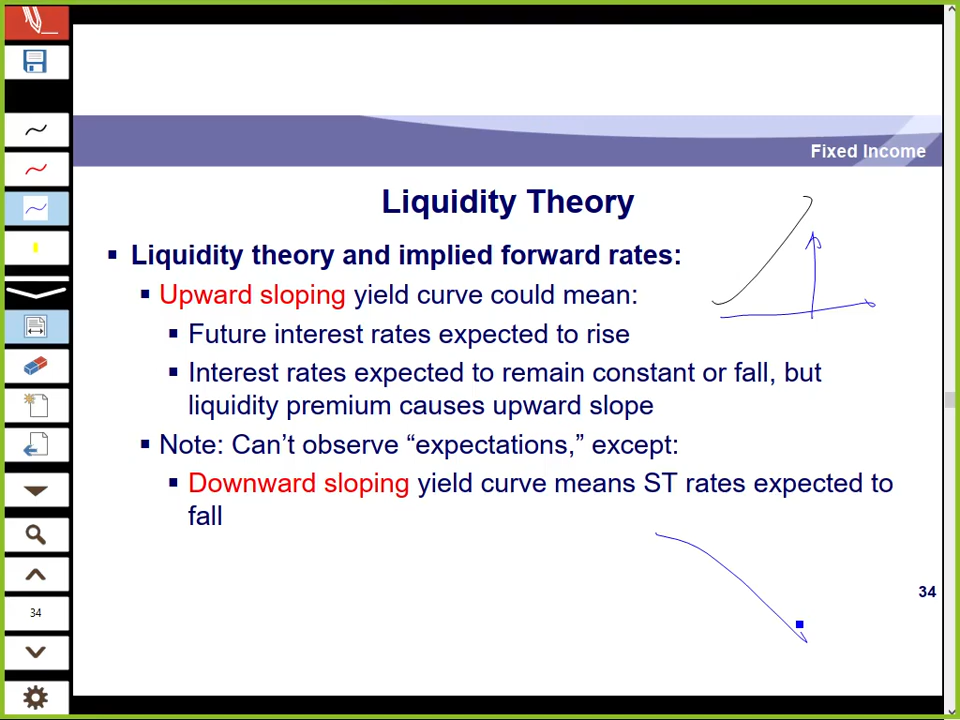 Fixed Income
Liquidity Theory
▪ Liquidity theory and implied forward rates:
▪ Upward sloping yield curve could mean:
▪ Future interest rates expected to rise
▪ Interest rates expected to remain constant or fall, but
liquidity premium causes upward slope
▪ Note: Can't observe “expectations,” except:
▪ Downward sloping yield curve means ST rates expected to
fall
34
34